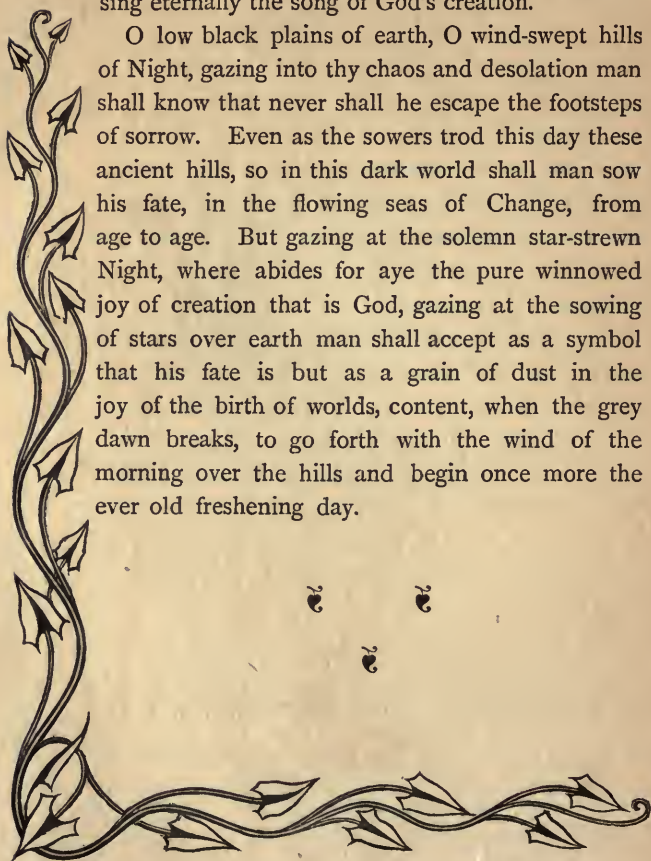 sing eternally the song of God's creation.
O low black plains of earth, O wind-swept hills
of Night, gazing into thy chaos and desolation man
shall know that never shall he escape the footsteps
of sorrow. Even as the sowers trod this day these
ancient hills, so in this dark world shall man sow
his fate, in the flowing seas of Change, from
age to age. But gazing at the solemn star-strewn
Night, where abides for aye the pure winnowed
joy of creation that is God, gazing at the sowing
of stars over earth man shall accept as a symbol
that his fate is but as a grain of dust in the
joy of the birth of worlds, content, when the grey
dawn breaks, to go forth with the wind of the
morning over the hills and begin once more the
ever old freshening day.